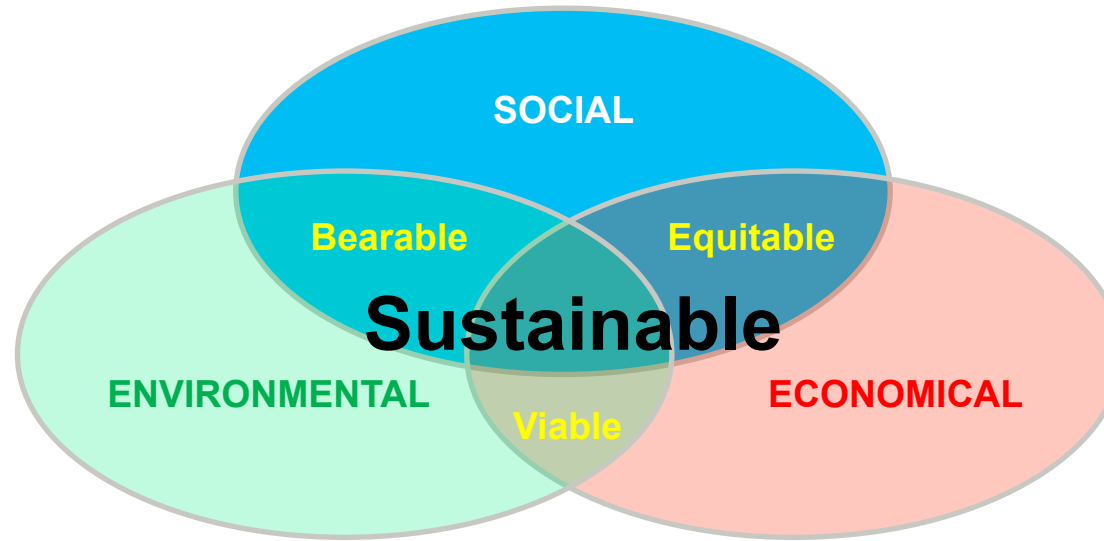 SOCIAL
Bearable
Equitable
Sustainable
ENVIRONMENTAL
ECONOMICAL
Viable